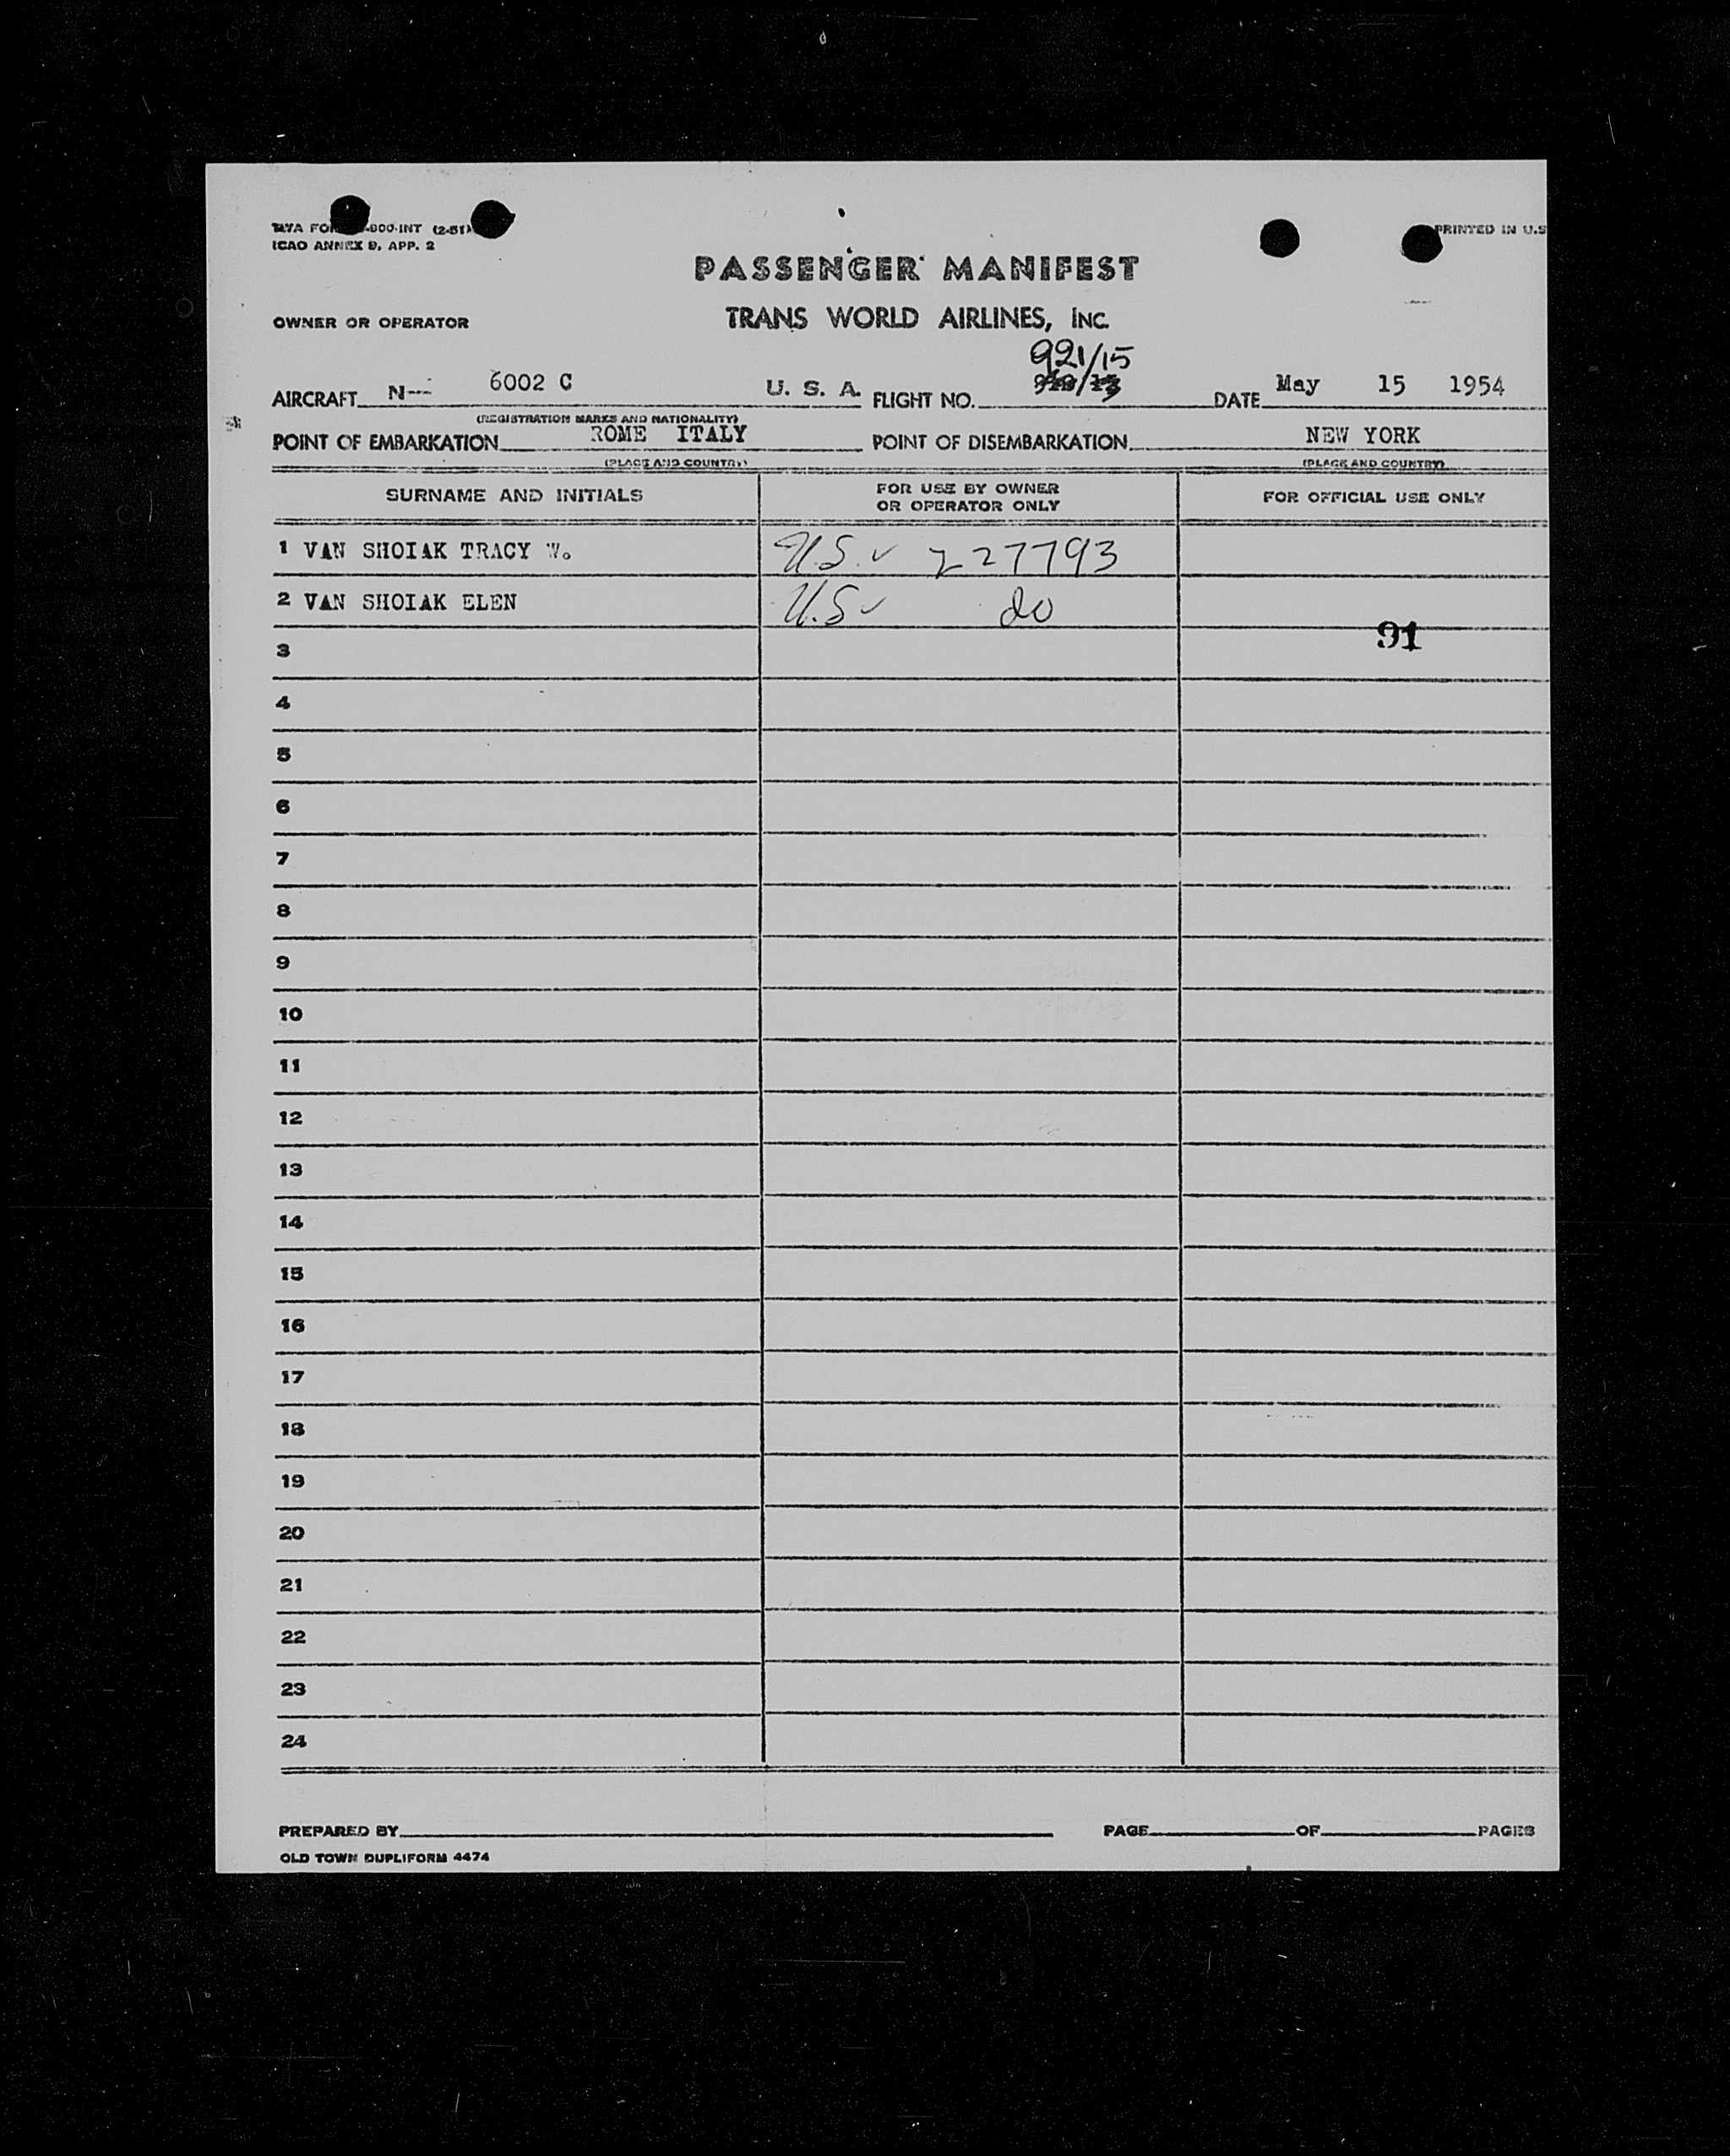 ICAO ANNEX 9, APP. 2
PRINTED IN U.S
PASSENGER MANIFEST
OWNER OR OPERATOR
TRANS WORLD AIRLINES, INC.
921/15
AIRCRAFT N-- 6002 C U. S. A. FLIGHT NO. DATE May 15 1954
(REGISTRATION MARKS AND NATIONALITY)
POINT OF EMBARKATION ROME ITALY POINT OF DISEMBARKATION NEW YORK
(PLACE AND COUNTRY) (PLACE AND COUNTRY)
SURNAME AND INITIALS FOR USE BY OWNER OR OPERATOR ONLY FOR OFFICIAL USE ONLY
1 VAN SHOIAK TRACY W. U.S. ✓ 227793
2 VAN SHOIAK ELEN U.S ✓ do
91
3
4
5
6
7
8
9
10
11
12
13
14
15
16
17
18
19
20
21
22
23
24
PREPARED BY PAGE OF PAGES
OLD TOWN DUPLIFORM 4474